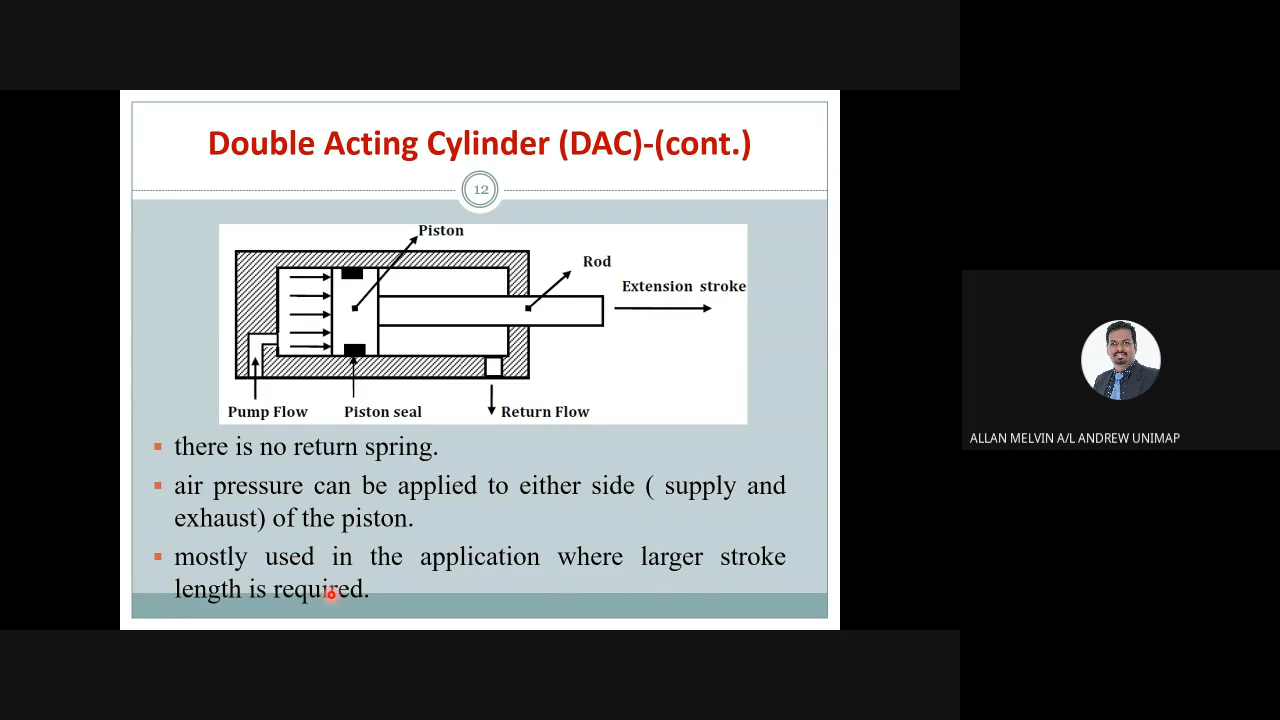 Double Acting Cylinder (DAC)-(cont.)
12
Piston
Rod
Extension stroke
Pump Flow
Piston seal
Return Flow
▪ there is no return spring.
▪ air pressure can be applied to either side ( supply and
exhaust) of the piston.
▪ mostly used in the application where larger stroke
length is required.
ALLAN MELVIN A/L ANDREW UNIMAP